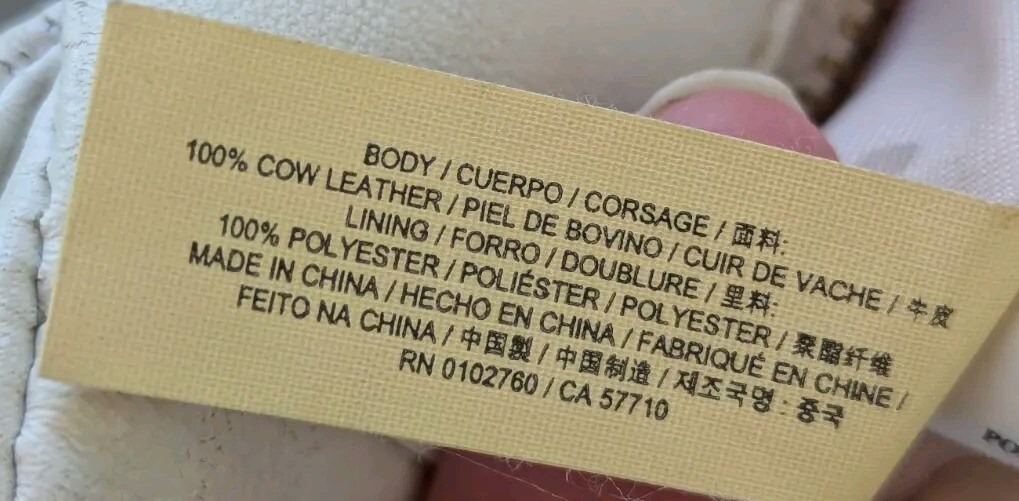 BODY / CUERPO / CORSAGE / 面料:
100% COW LEATHER / PIEL DE BOVINO / CUIR DE VACHE / 牛皮
LINING / FORRO / DOUBLURE / 里料:
100% POLYESTER / POLIÉSTER / POLYESTER / 聚酯纤维
MADE IN CHINA / HECHO EN CHINA / FABRIQUÉ EN CHINE /
FEITO NA CHINA / 中国製 / 中国制造 / 제조국명 : 중국
RN 0102760 / CA 57710